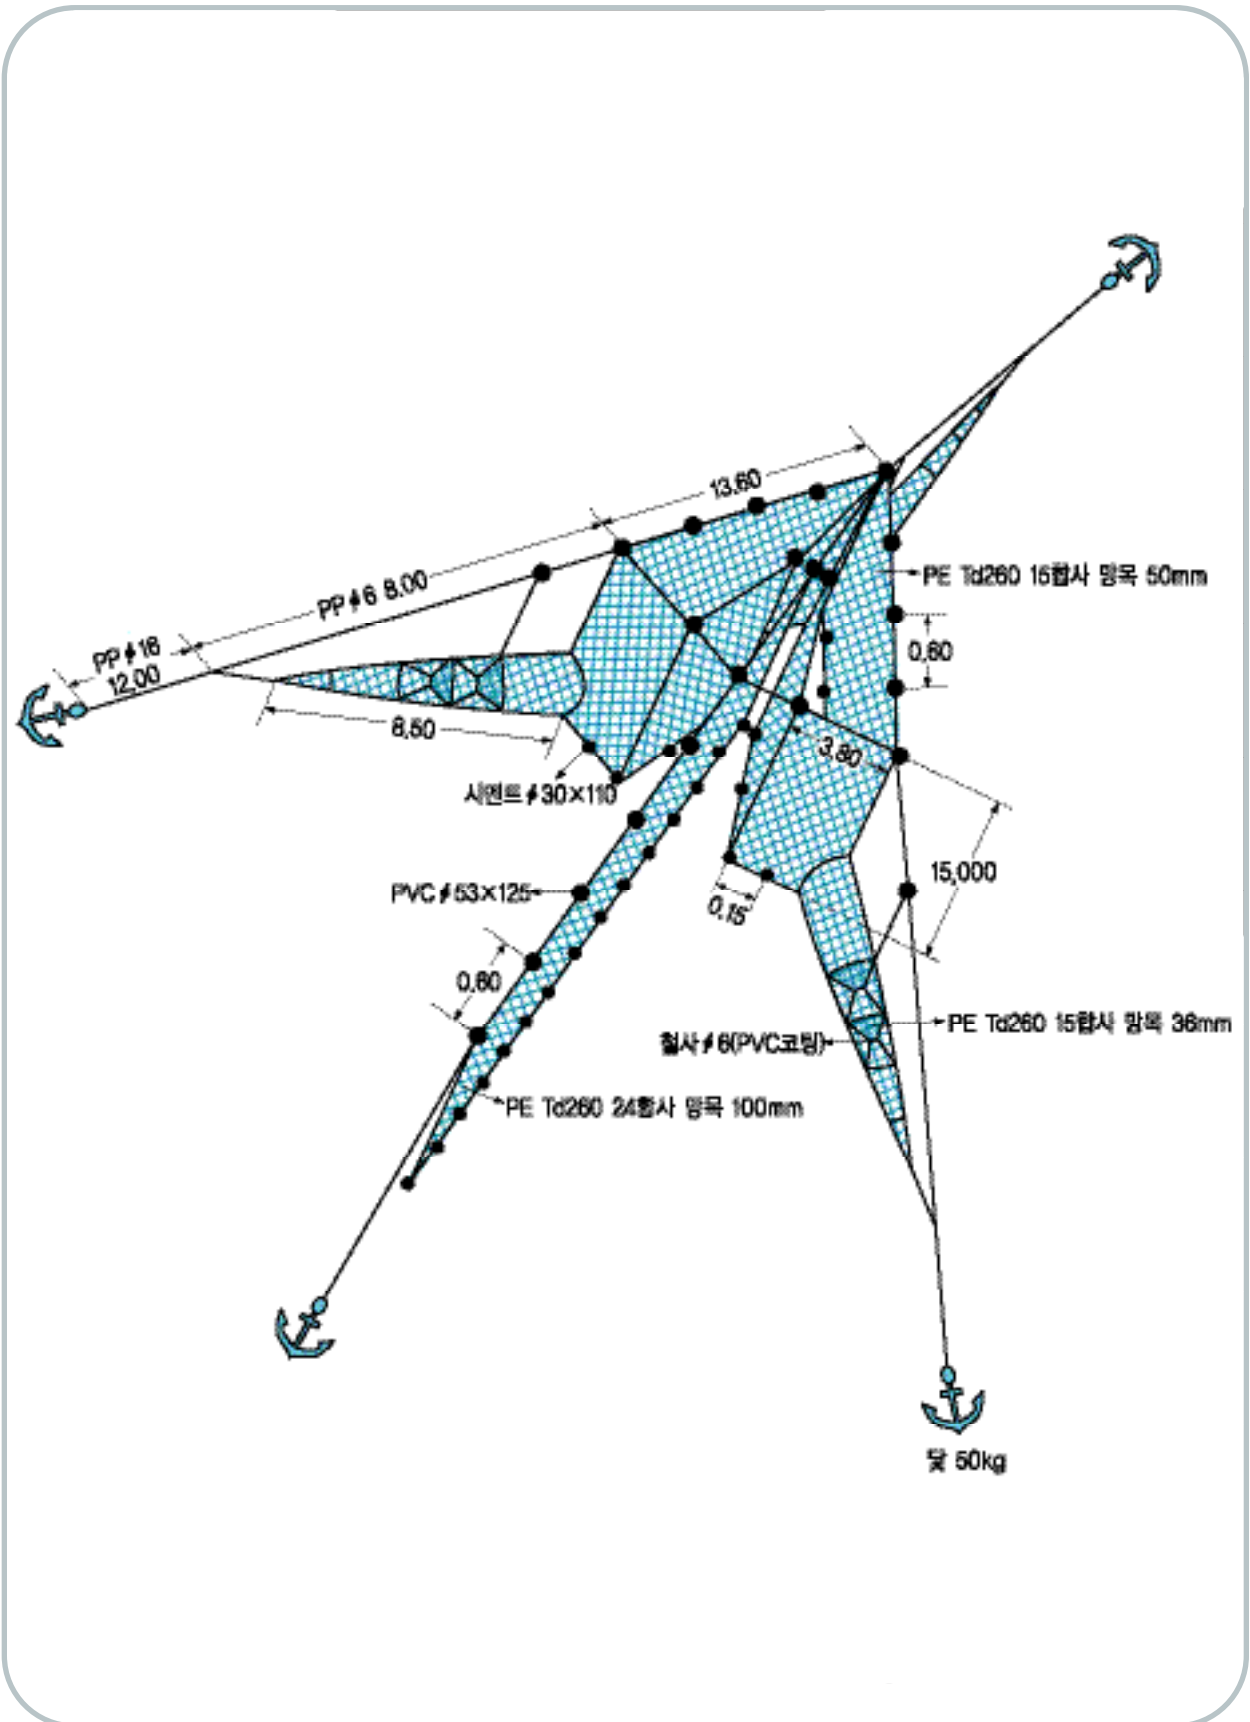 13.60
PP∮6 8.00
PE Td260 15합사 망목 50mm
PP∮16
12.00
0.60
8.50
3.80
시멘트∮30×110
15,000
PVC∮53×125
0.15
0.60
PE Td260 15합사 망목 36mm
철사∮6(PVC코팅)
PE Td260 24합사 망목 100mm
닻 50kg